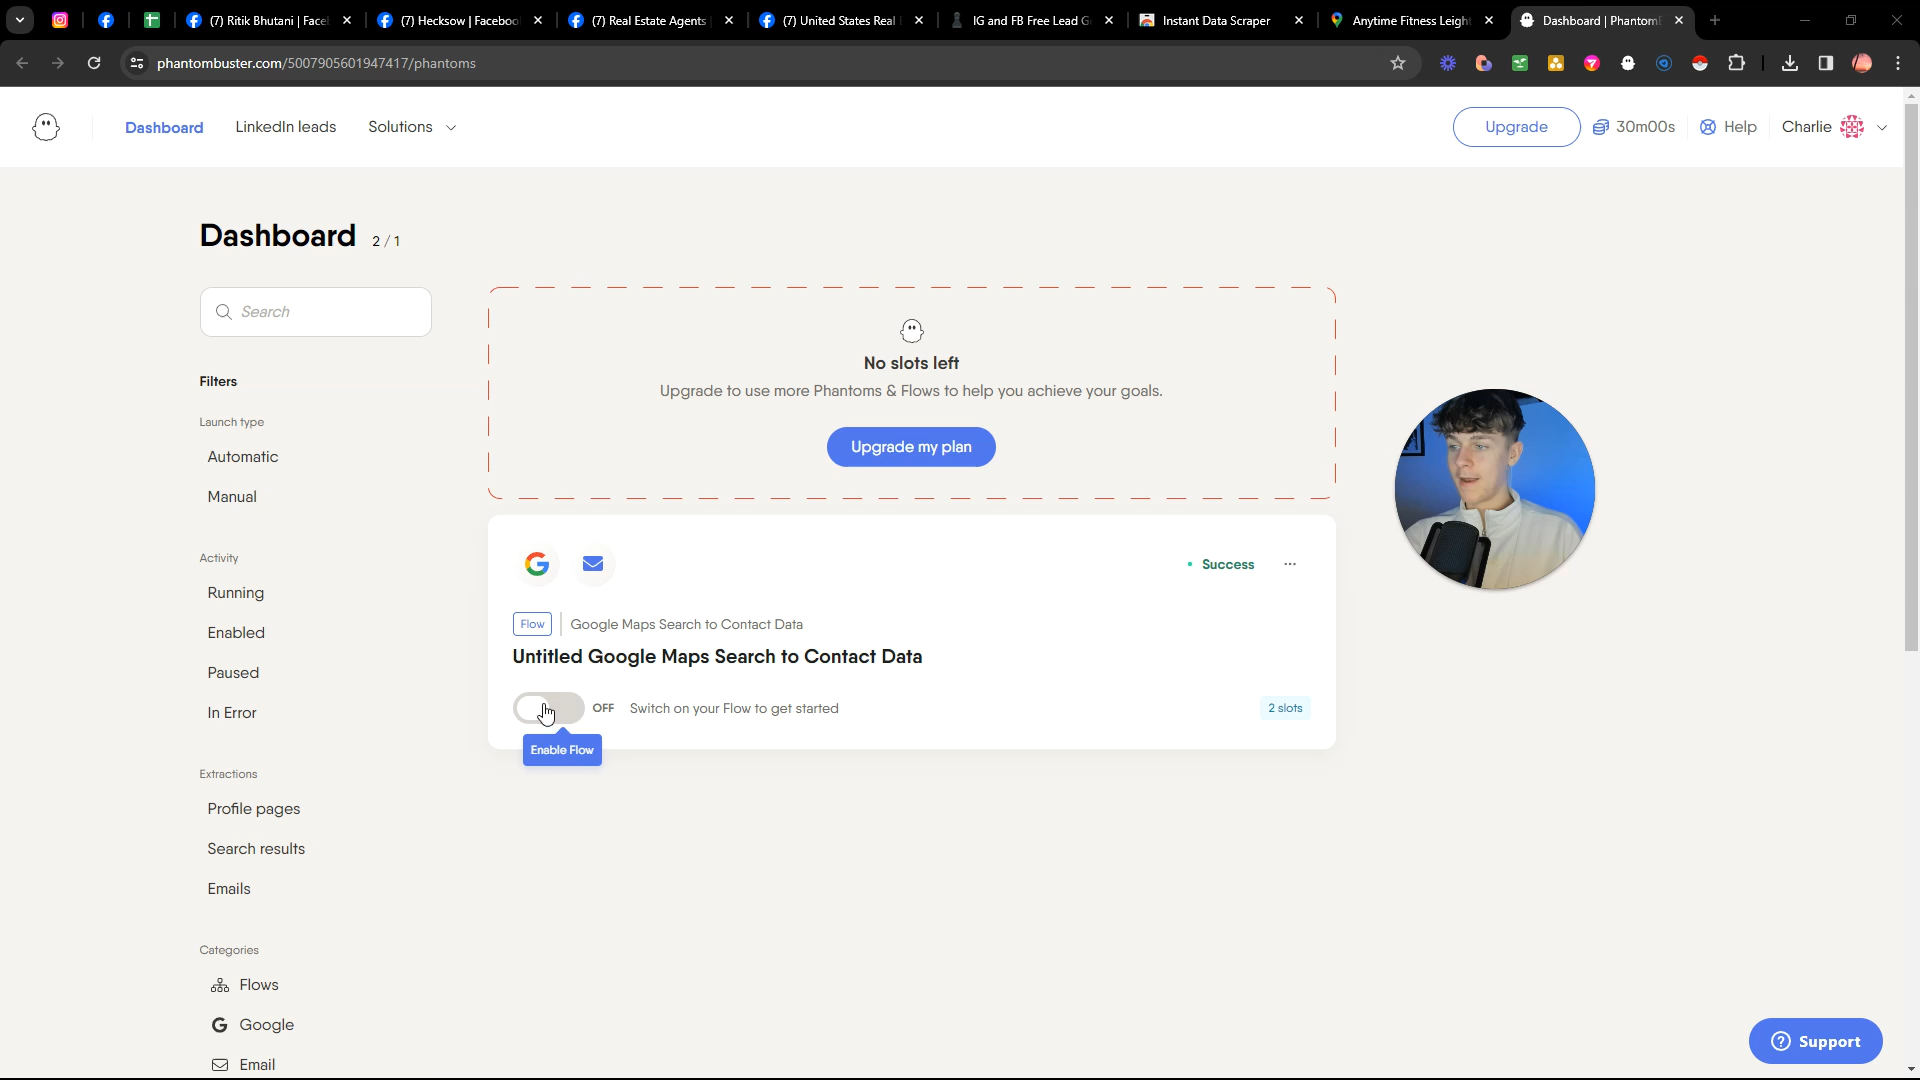 (7) Ritik Bhutani | Face
(7) Hecksow | Faceboo
(7) Real Estate Agents
(7) United States Real
IG and FB Free Lead G
Instant Data Scraper
Anytime Fitness Leigh
Dashboard | Phantom
phantombuster.com/5007905601947417/phantoms
Dashboard
LinkedIn leads
Solutions
Upgrade
30m00s
Help
Charlie
Dashboard 2 / 1
Search
Filters
Launch type
Automatic
Manual
Activity
Running
Enabled
Paused
In Error
Extractions
Profile pages
Search results
Emails
Categories
Flows
Google
Email
No slots left
Upgrade to use more Phantoms & Flows to help you achieve your goals.
Upgrade my plan
Success
Flow
Google Maps Search to Contact Data
Untitled Google Maps Search to Contact Data
OFF
Switch on your Flow to get started
2 slots
Enable Flow
Support